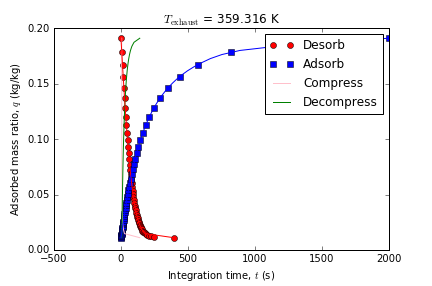 T_exhaust = 359.316 K
0.20
0.15
0.10
0.05
0.00
Adsorbed mass ratio, q (kg/kg)
Desorb
Adsorb
Compress
Decompress
−500 0 500 1000 1500 2000
Integration time, t (s)